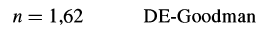 n = 1,62 DE-Goodman